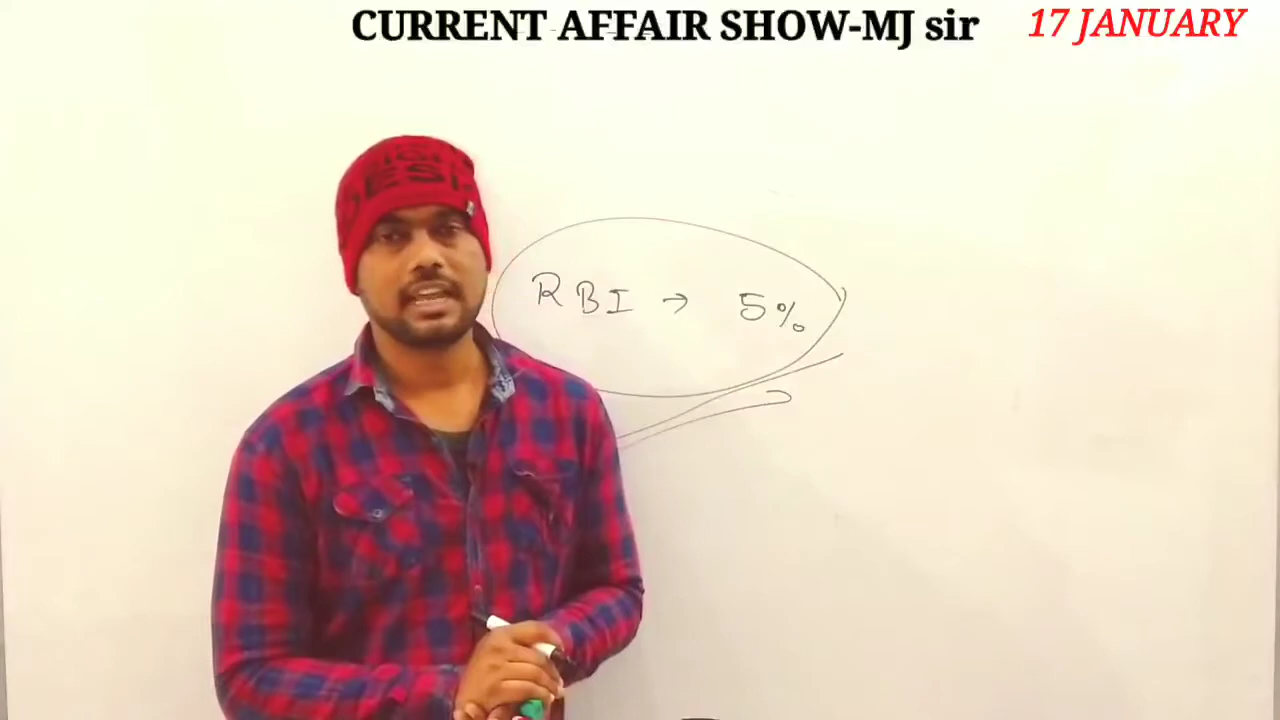 CURRENT AFFAIR SHOW-MJ sir 17 JANUARY
RBI → 5%